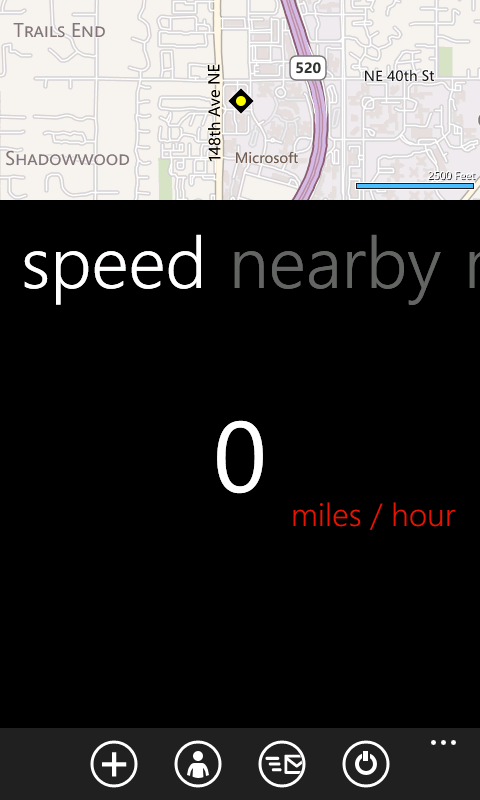 TRAILS END
520
NE 40th St
148th Ave NE
SHADOWWOOD
Microsoft
2500 Feet
speed nearby
0
miles / hour